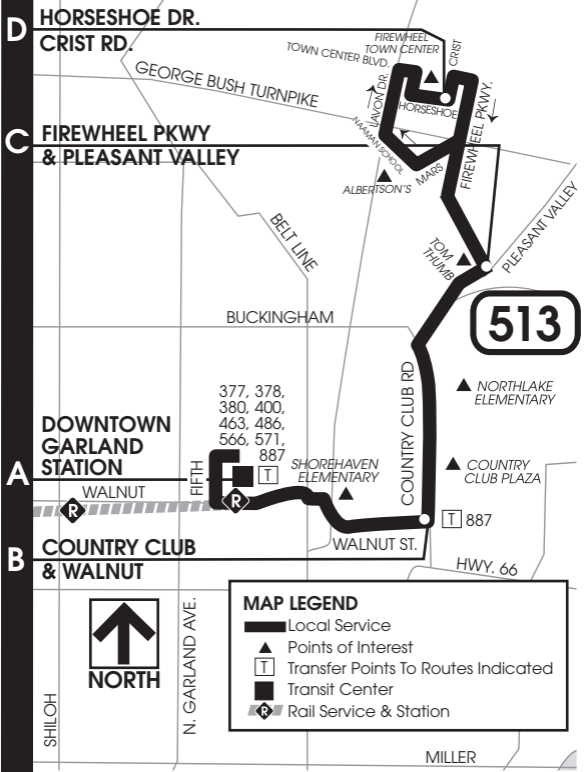 D
HORSESHOE DR.
CRIST RD.
TOWN CENTER BLVD.
FIREWHEEL
TOWN CENTER
CRIST
GEORGE BUSH TURNPIKE
LAVON DR.
HORSESHOE
FIREWHEEL PKWY.
C
FIREWHEEL PKWY
& PLEASANT VALLEY
NAAMAN SCHOOL
MARS
ALBERTSON'S
BELT LINE
TOM
THUMB
PLEASANT VALLEY
BUCKINGHAM
513
COUNTRY CLUB RD
NORTHLAKE
ELEMENTARY
377, 378,
380, 400,
463, 486,
566, 571,
887
A
DOWNTOWN
GARLAND
STATION
FIFTH
T
SHOREHAVEN
ELEMENTARY
COUNTRY
CLUB PLAZA
WALNUT
R
R
T 887
WALNUT ST.
B
COUNTRY CLUB
& WALNUT
HWY. 66
NORTH
SHILOH
N. GARLAND AVE.
MAP LEGEND
Local Service
Points of Interest
T Transfer Points To Routes Indicated
Transit Center
R Rail Service & Station
MILLER